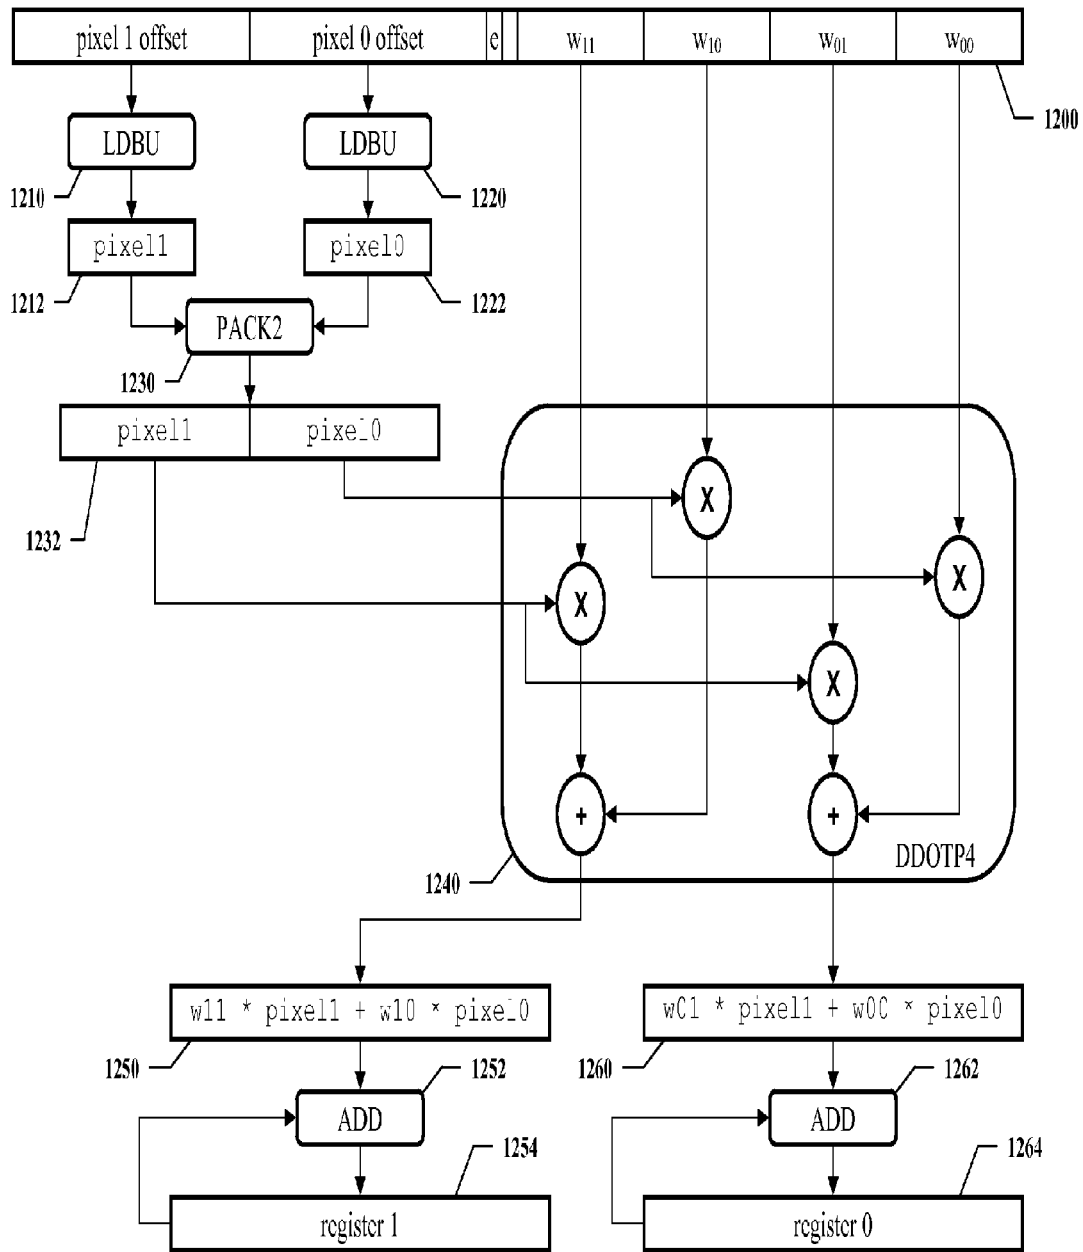 pixel 1 offset pixel 0 offset e w11 w10 w01 w00
1200
LDBU LDBU
1210 1220
pixel1 pixel0
1212 1222
PACK2
1230
pixel1 pixel0
1232
X
X
X
X
+ +
DDOTP4
1240
w11 * pixel1 + w10 * pixel0 w01 * pixel1 + w00 * pixel0
1250 1252 1260 1262
ADD ADD
1254 1264
register 1 register 0